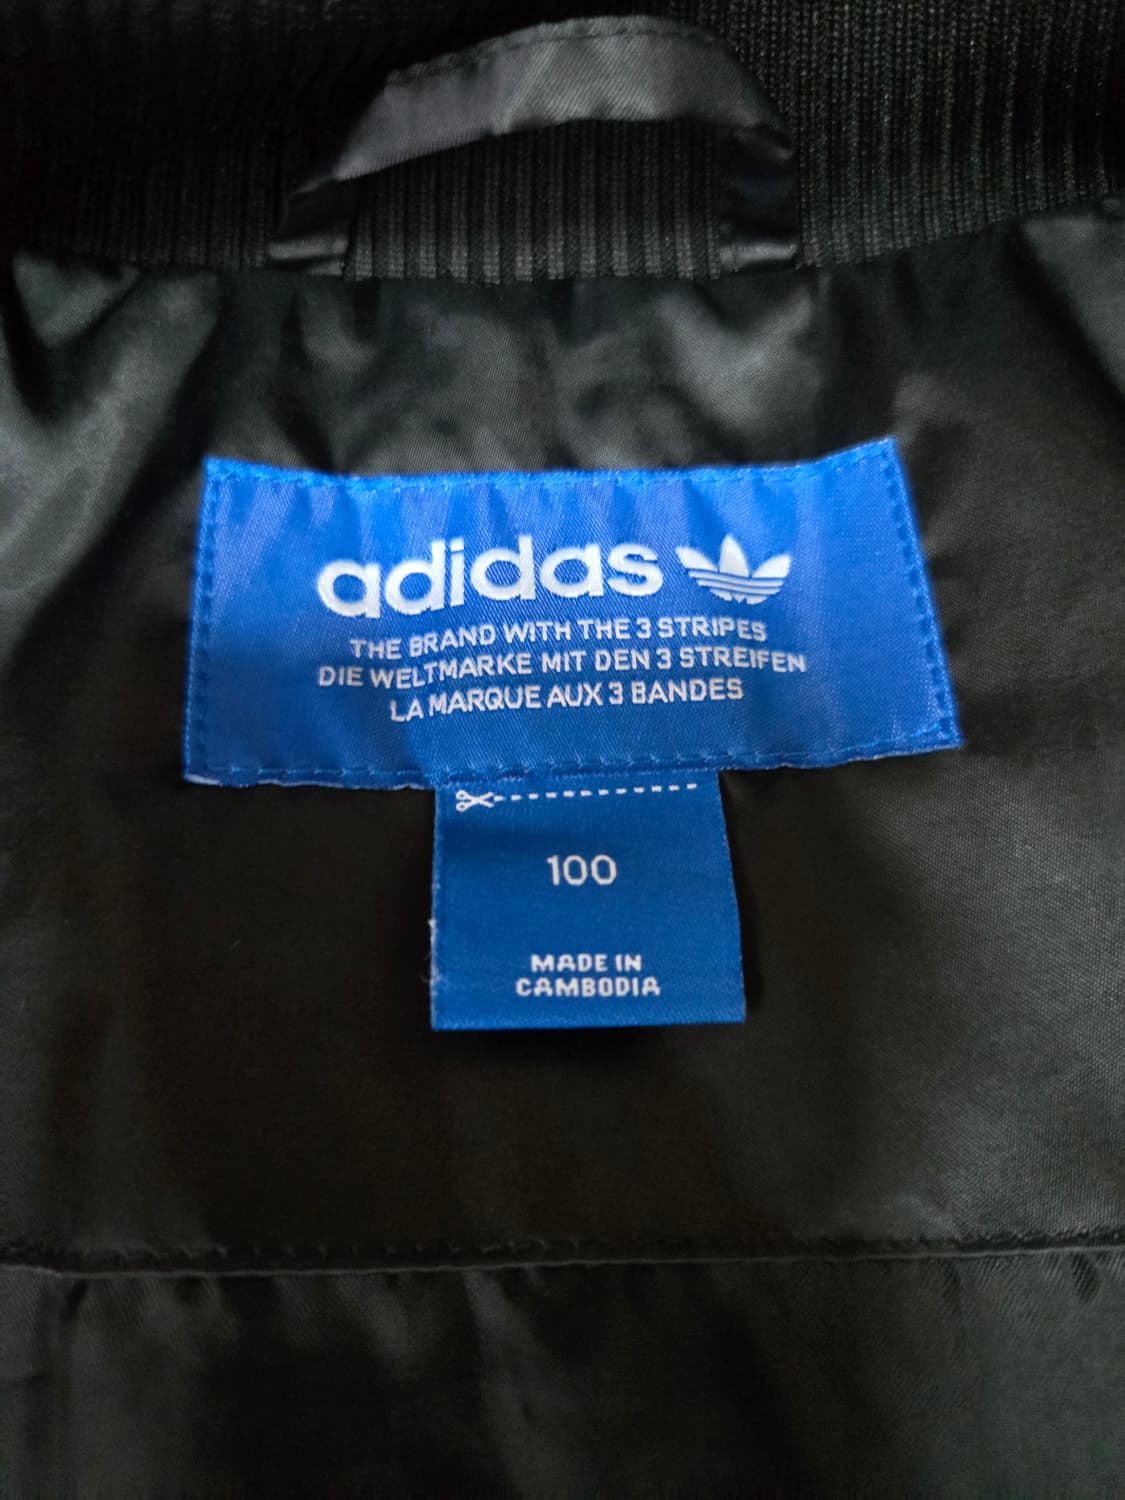 adidas
THE BRAND WITH THE 3 STRIPES
DIE WELTMARKE MIT DEN 3 STREIFEN
LA MARQUE AUX 3 BANDES
100
MADE IN
CAMBODIA